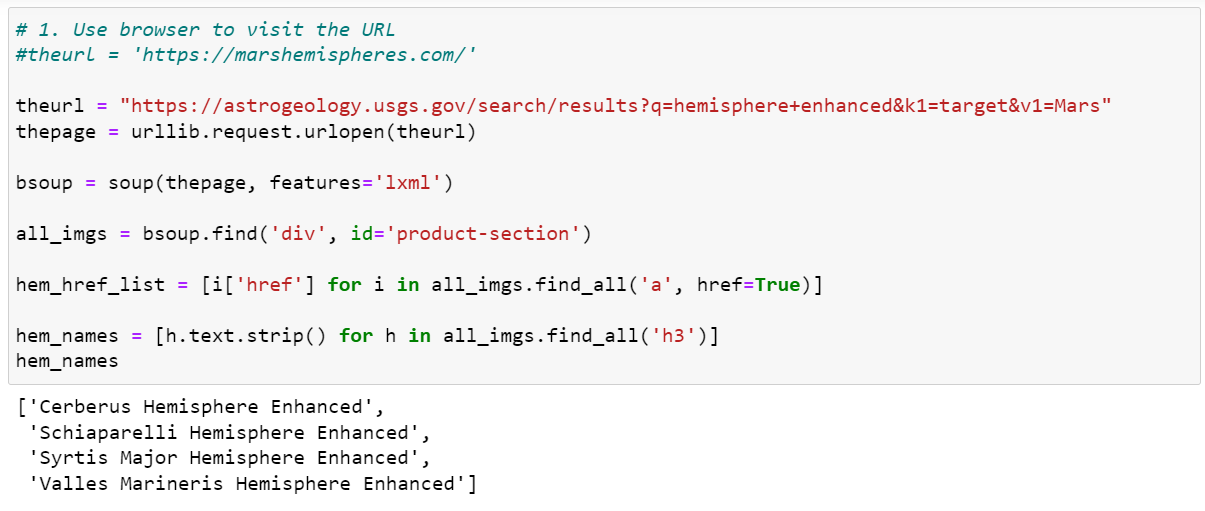 # 1. Use browser to visit the URL
#theurl = 'https://marshemispheres.com/'
theurl = "https://astrogeology.usgs.gov/search/results?q=hemisphere+enhanced&k1=target&v1=Mars"
thepage = urllib.request.urlopen(theurl)
bsoup = soup(thepage, features='lxml')
all_imgs = bsoup.find('div', id='product-section')
hem_href_list = [i['href'] for i in all_imgs.find_all('a', href=True)]
hem_names = [h.text.strip() for h in all_imgs.find_all('h3')]
hem_names
['Cerberus Hemisphere Enhanced',
 'Schiaparelli Hemisphere Enhanced',
 'Syrtis Major Hemisphere Enhanced',
 'Valles Marineris Hemisphere Enhanced']